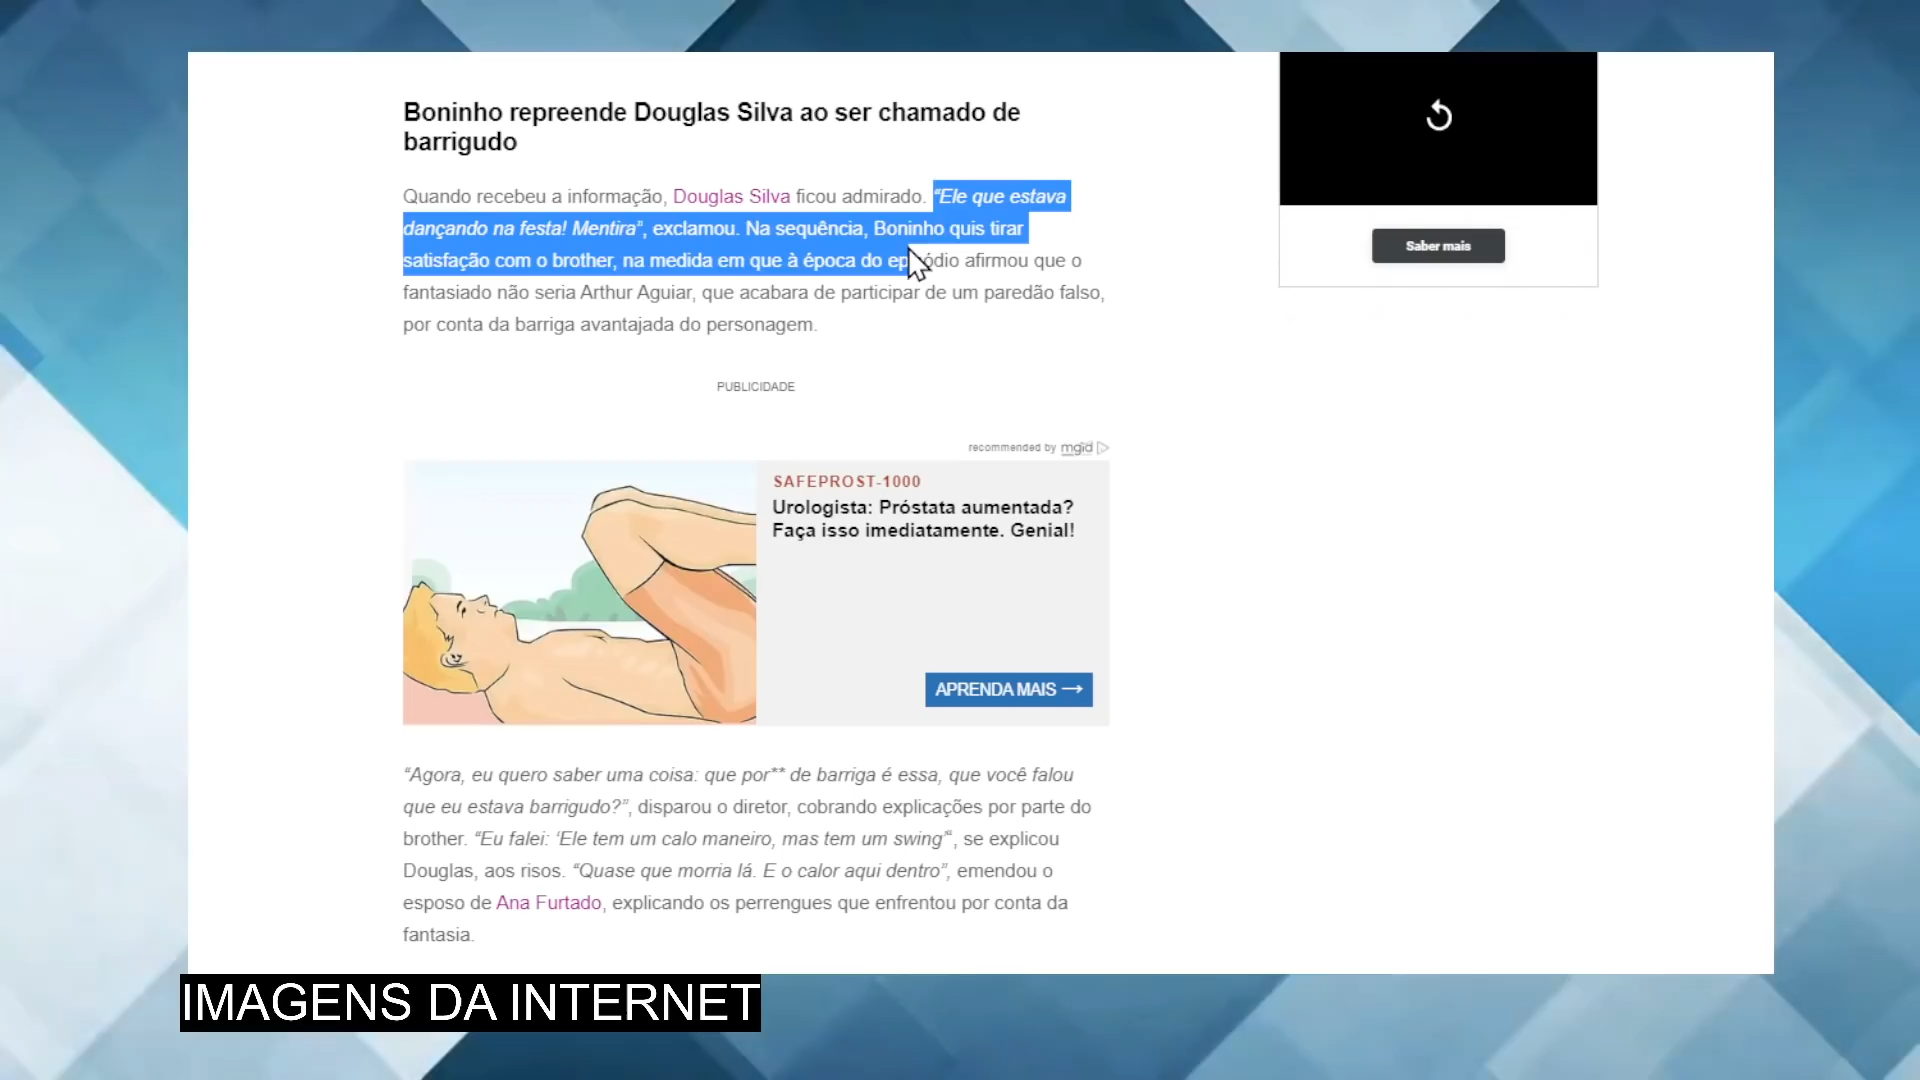 Boninho repreende Douglas Silva ao ser chamado de
barrigudo
Quando recebeu a informação, Douglas Silva ficou admirado. “Ele que estava
dançando na festa! Mentira”, exclamou. Na sequência, Boninho quis tirar
satisfação com o brother, na medida em que à época do ep ódio afirmou que o
fantasiado não seria Arthur Aguiar, que acabara de participar de um paredão falso,
por conta da barriga avantajada do personagem.
Saber mais
PUBLICIDADE
recommended by mgid
SAFEPROST-1000
Urologista: Próstata aumentada?
Faça isso imediatamente. Genial!
APRENDA MAIS →
“Agora, eu quero saber uma coisa: que por** de barriga é essa, que você falou
que eu estava barrigudo?”, disparou o diretor, cobrando explicações por parte do
brother. “Eu falei: ‘Ele tem um calo maneiro, mas tem um swing’“, se explicou
Douglas, aos risos. “Quase que morria lá. E o calor aqui dentro”, emendou o
esposo de Ana Furtado, explicando os perrengues que enfrentou por conta da
fantasia.
IMAGENS DA INTERNET